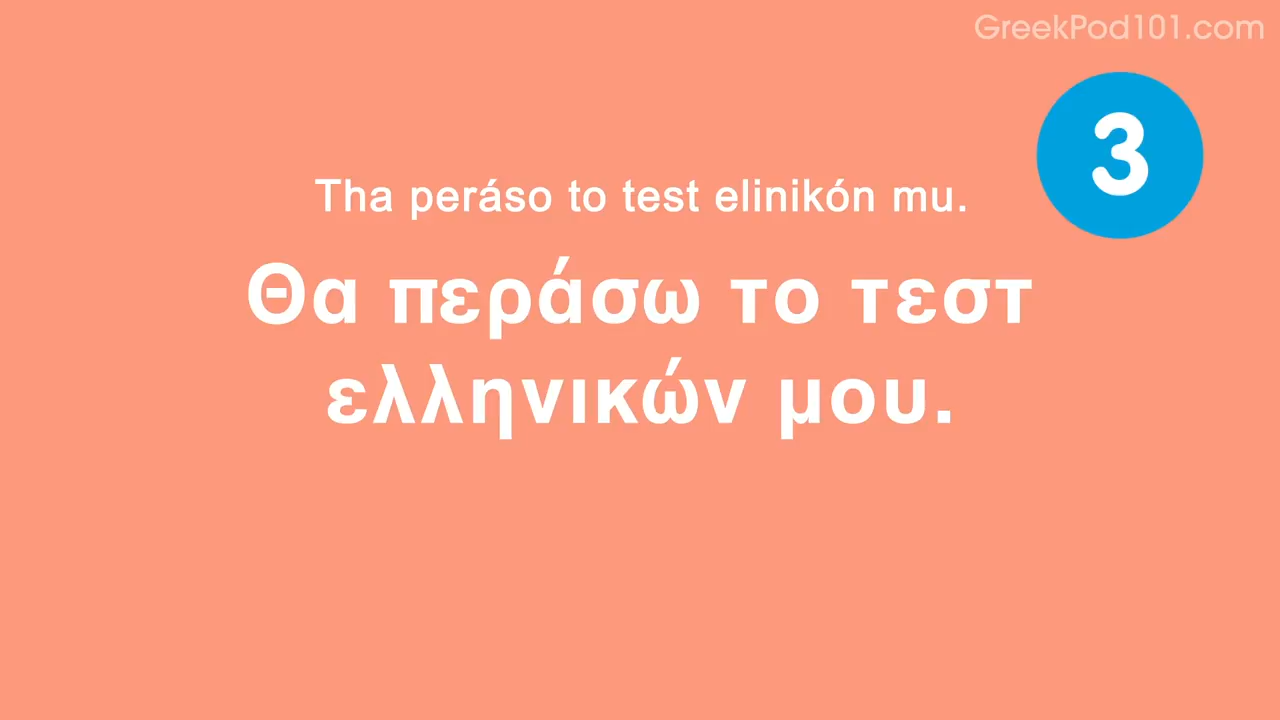 GreekPod101.com
3
Tha peráso to test elinikón mu.
Θα περάσω το τεστ
ελληνικών μου.